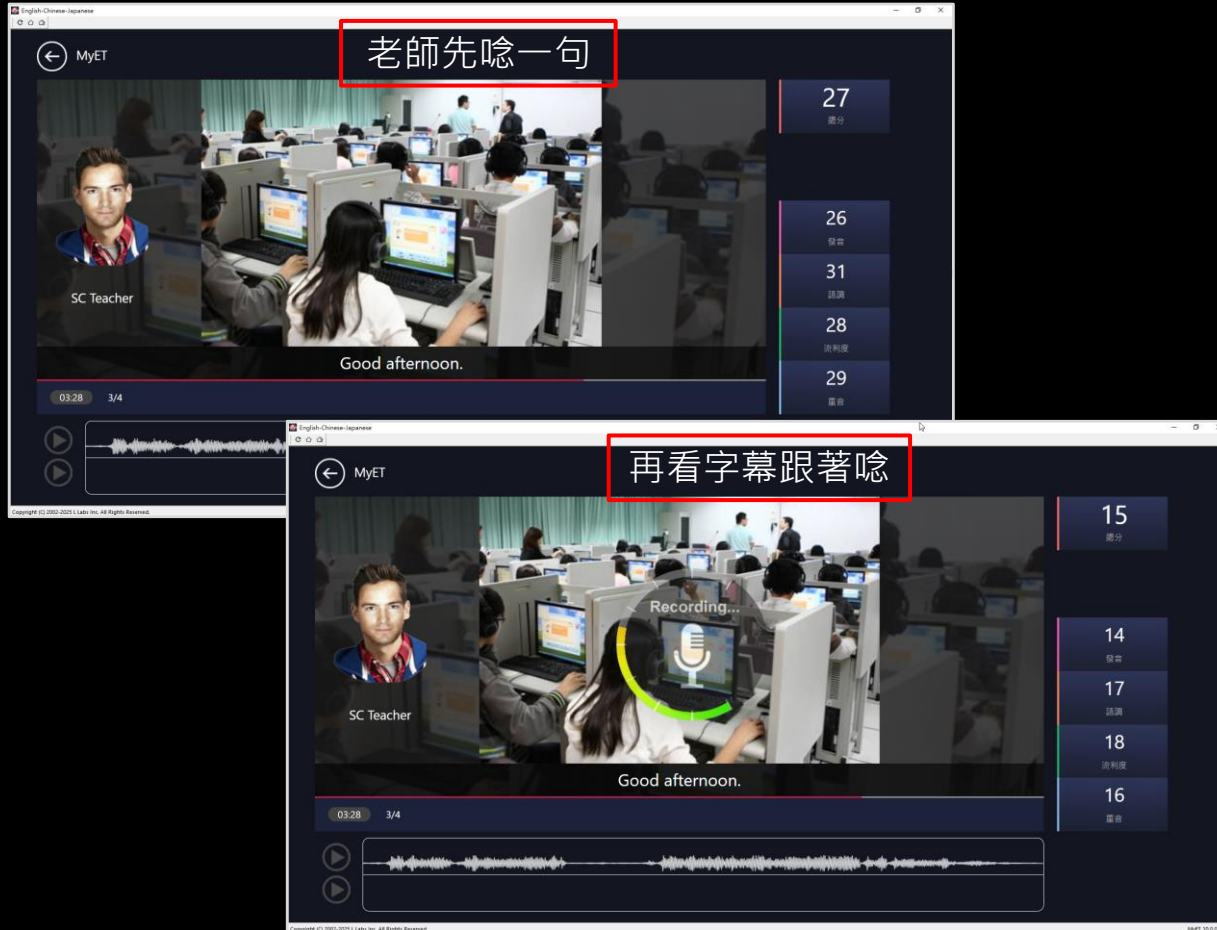 English-Chinese-Japanese
MyET
老師先唸一句
SC Teacher
Good afternoon.
03:28 3/4
27
總分
26
發音
31
語調
28
流利度
29
重音
Copyright (C) 2002-2025 L Labs Inc. All Rights Reserved.
English-Chinese-Japanese
MyET
再看字幕跟著唸
Recording...
SC Teacher
Good afternoon.
03:28 3/4
15
總分
14
發音
17
語調
18
流利度
16
重音
Copyright (C) 2002-2025 L Labs Inc. All Rights Reserved.